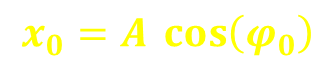 x₀ = A cos(φ₀)